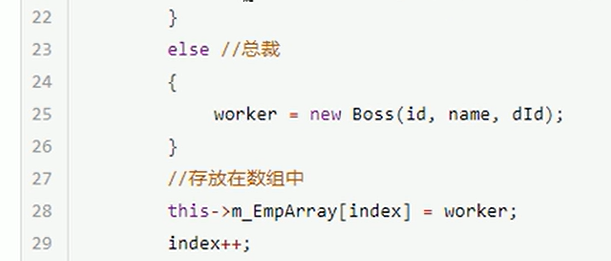 22 }
23 else //总裁
24 {
25 worker = new Boss(id, name, dId);
26 }
27 //存放在数组中
28 this->m_EmpArray[index] = worker;
29 index++;